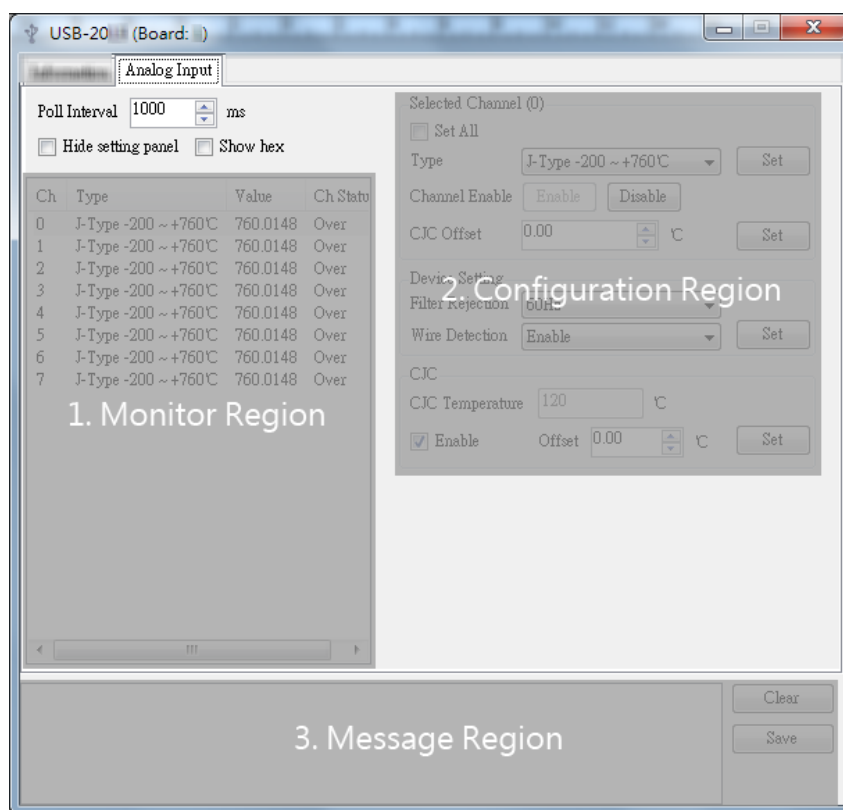 USB-20 (Board: )
Analog Input
Poll Interval 1000 ms
Hide setting panel Show hex
Ch Type Value Ch Statu
0 J-Type -200 ~ +760℃ 760.0148 Over
1 J-Type -200 ~ +760℃ 760.0148 Over
2 J-Type -200 ~ +760℃ 760.0148 Over
3 J-Type -200 ~ +760℃ 760.0148 Over
4 J-Type -200 ~ +760℃ 760.0148 Over
5 J-Type -200 ~ +760℃ 760.0148 Over
6 J-Type -200 ~ +760℃ 760.0148 Over
7 J-Type -200 ~ +760℃ 760.0148 Over
1. Monitor Region
Selected Channel (0)
Set All
Type J-Type -200 ~ +760℃ Set
Channel Enable Enable Disable
CJC Offset 0.00 ℃ Set
Device Setting
2. Configuration Region
Filter Rejection 60Hz
Wire Detection Enable Set
CJC
CJC Temperature 120 ℃
Enable Offset 0.00 ℃ Set
3. Message Region
Clear
Save